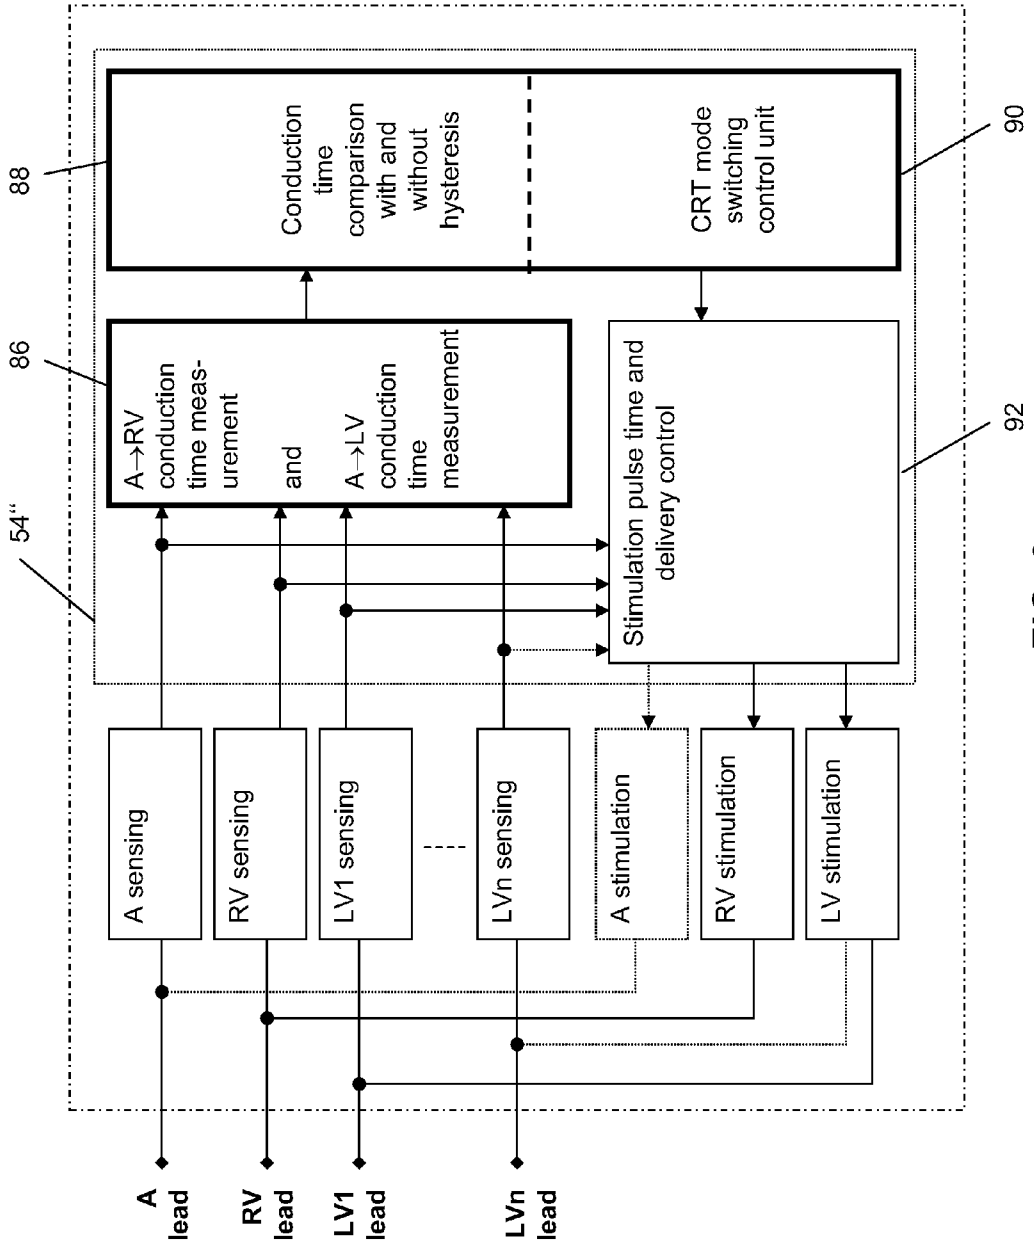 54“
86
88
A
lead
RV
lead
LV1
lead
LVn
lead
A sensing
RV sensing
LV1 sensing
LVn sensing
A stimulation
RV stimulation
LV stimulation
A→RV
conduction
time meas-
urement
and
A→LV
conduction
time
measurement
Stimulation pulse time and
delivery control
Conduction
time
comparison
with and
without
hysteresis
CRT mode
switching
control unit
92
90